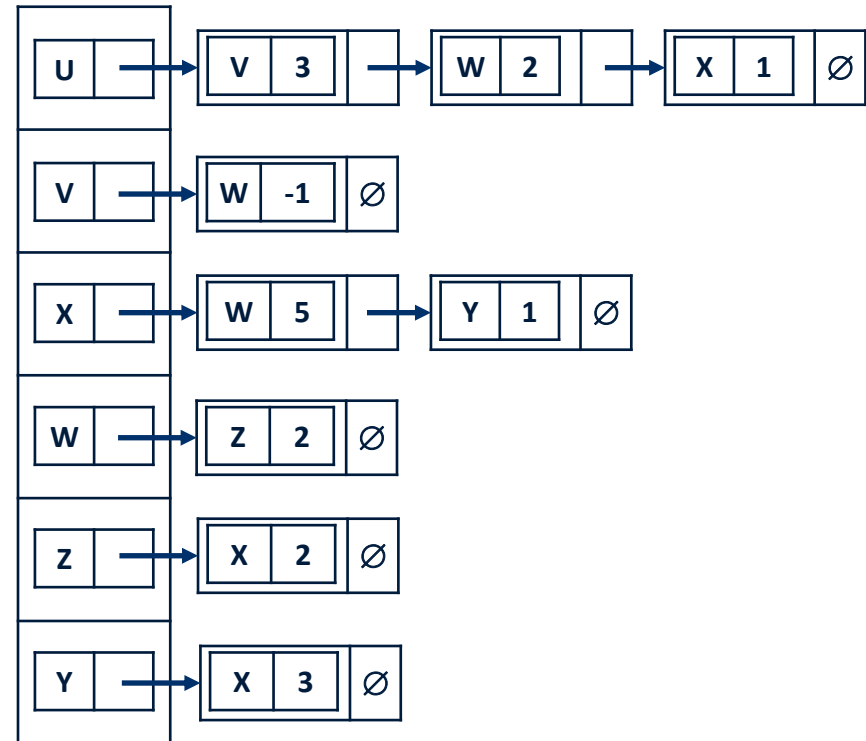 U V 3 W 2 X 1 ∅
V W -1 ∅
X W 5 Y 1 ∅
W Z 2 ∅
Z X 2 ∅
Y X 3 ∅